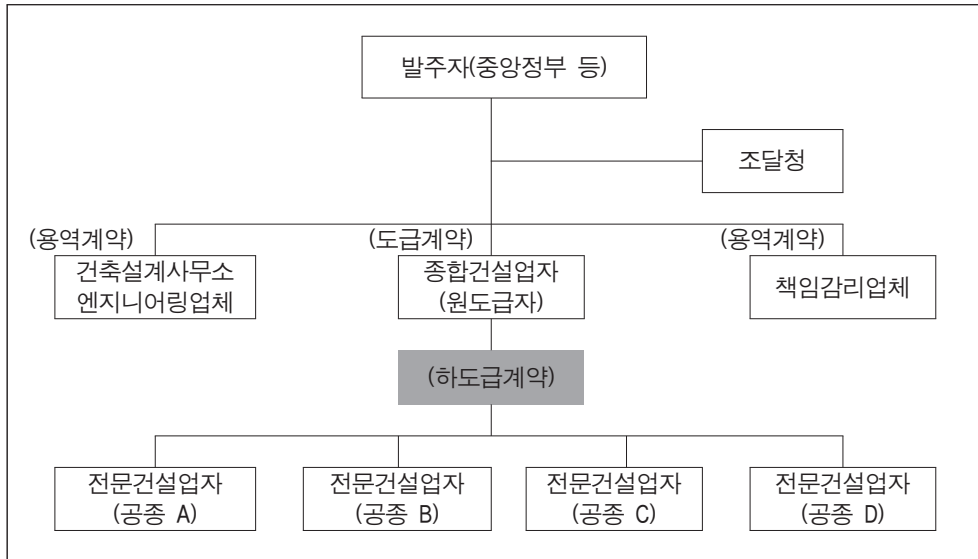 발주자(중앙정부 등)
조달청
(용역계약)
(도급계약)
(용역계약)
건축설계사무소
엔지니어링업체
종합건설업자
(원도급자)
책임감리업체
(하도급계약)
전문건설업자
(공종 A)
전문건설업자
(공종 B)
전문건설업자
(공종 C)
전문건설업자
(공종 D)